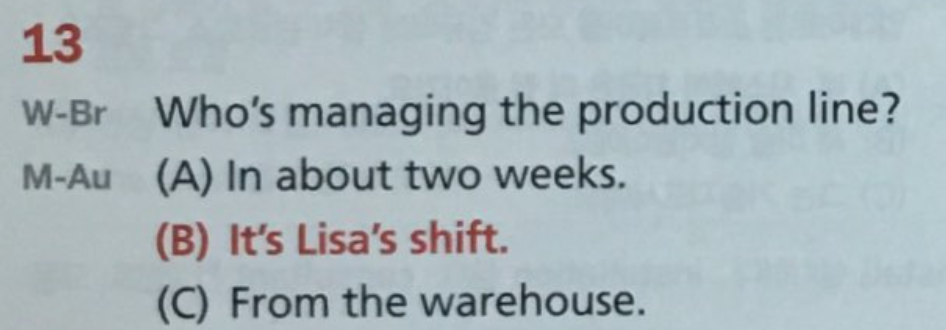 13
W-Br Who's managing the production line?
M-Au (A) In about two weeks.
(B) It's Lisa's shift.
(C) From the warehouse.